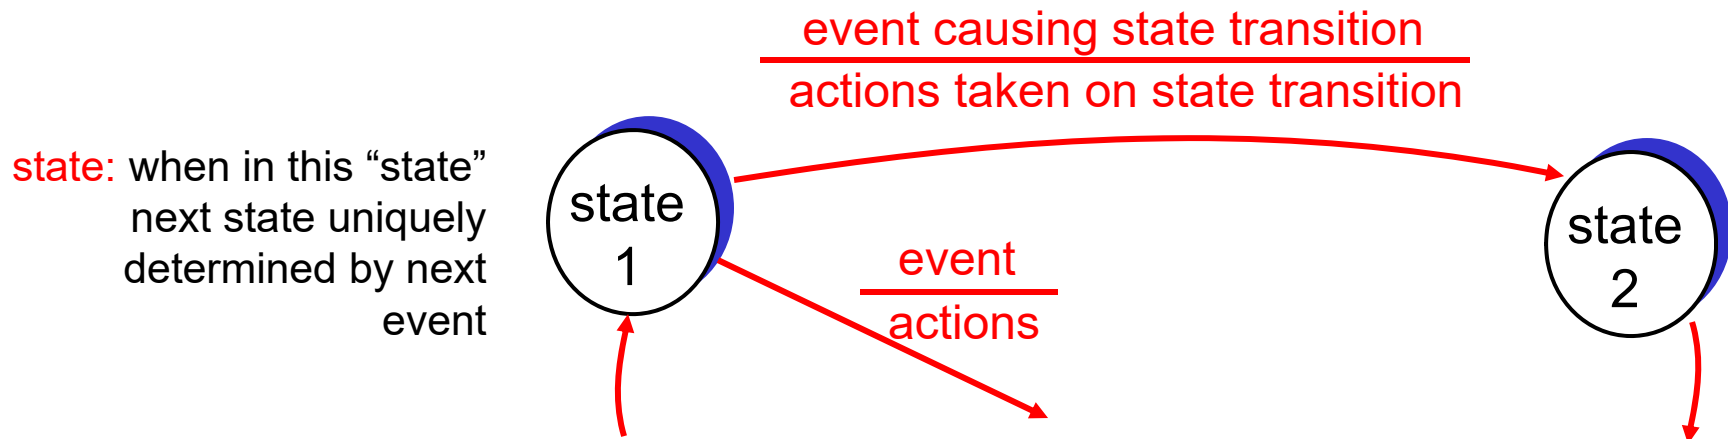 event causing state transition
actions taken on state transition
state: when in this “state”
next state uniquely
determined by next
event
state
1
event
actions
state
2